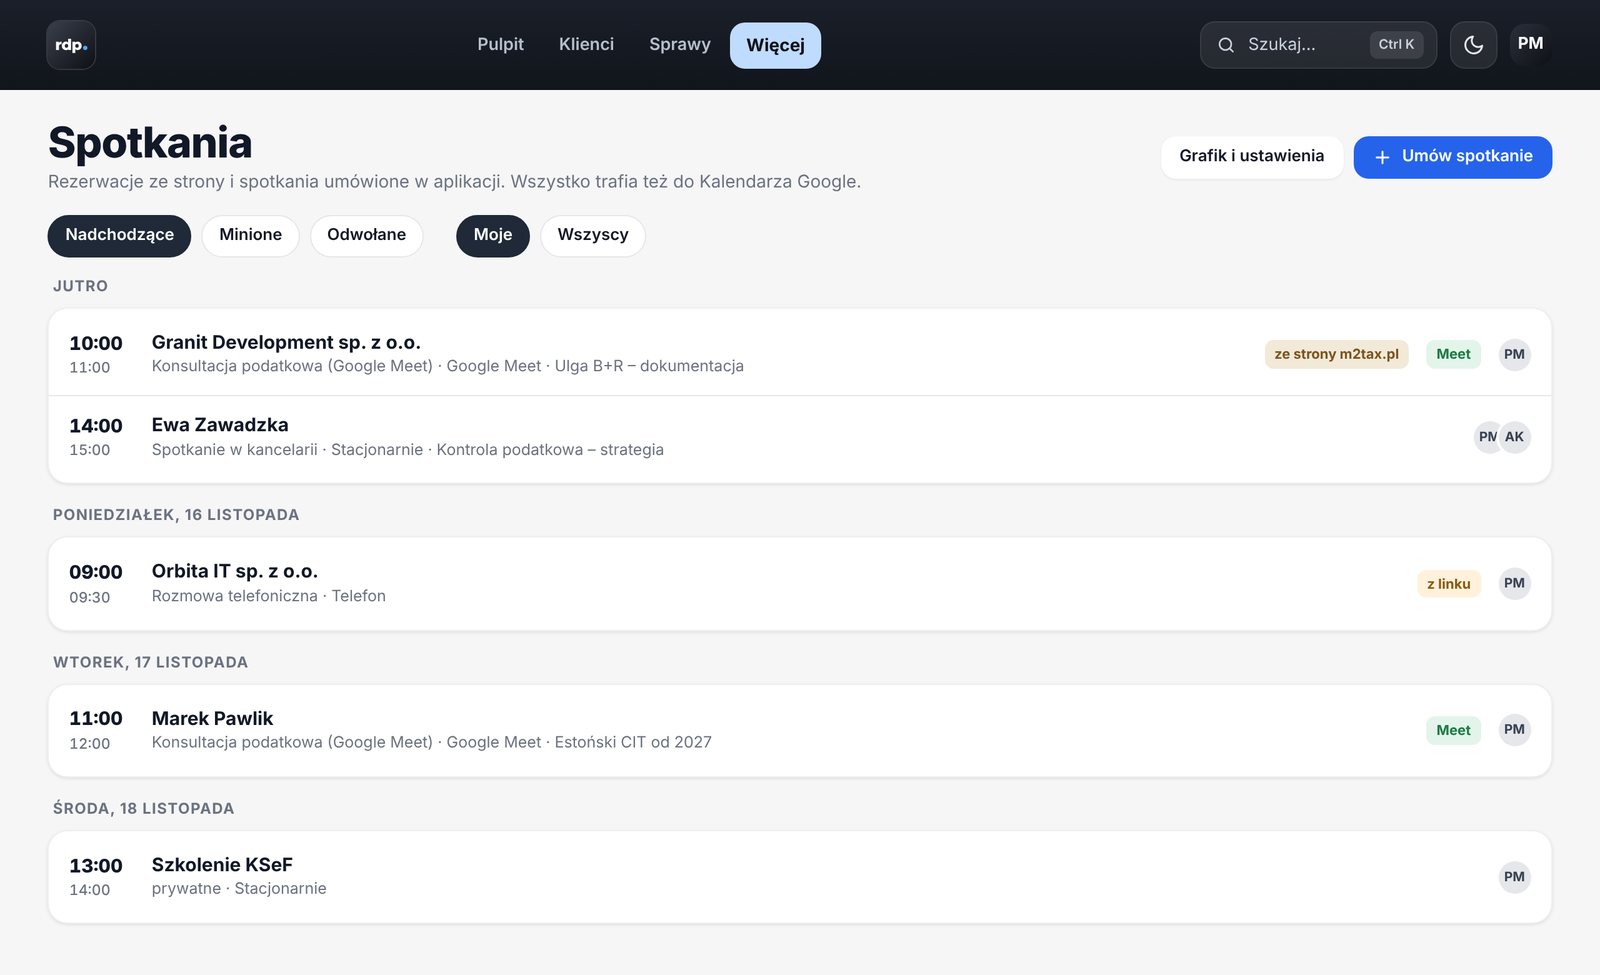 rdp.
Pulpit Klienci Sprawy Więcej
Szukaj... Ctrl K PM
Spotkania
Rezerwacje ze strony i spotkania umówione w aplikacji. Wszystko trafia też do Kalendarza Google.
Grafik i ustawienia
+ Umów spotkanie
Nadchodzące Minione Odwołane Moje Wszyscy
JUTRO
10:00 Granit Development sp. z o.o.
11:00 Konsultacja podatkowa (Google Meet) · Google Meet · Ulga B+R – dokumentacja
ze strony m2tax.pl Meet PM
14:00 Ewa Zawadzka
15:00 Spotkanie w kancelarii · Stacjonarnie · Kontrola podatkowa – strategia
PM AK
PONIEDZIAŁEK, 16 LISTOPADA
09:00 Orbita IT sp. z o.o.
09:30 Rozmowa telefoniczna · Telefon
z linku PM
WTOREK, 17 LISTOPADA
11:00 Marek Pawlik
12:00 Konsultacja podatkowa (Google Meet) · Google Meet · Estoński CIT od 2027
Meet PM
ŚRODA, 18 LISTOPADA
13:00 Szkolenie KSeF
14:00 prywatne · Stacjonarnie
PM